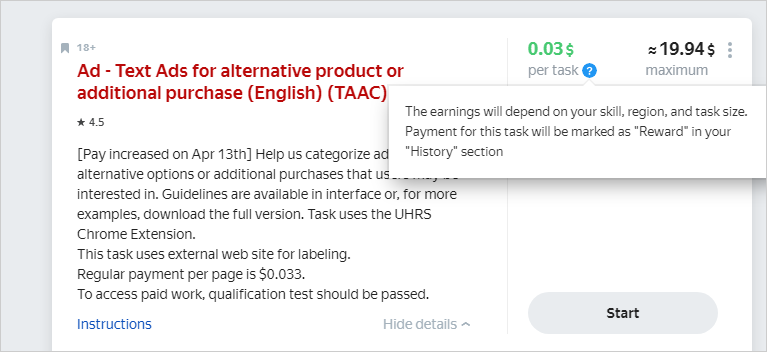 18+
Ad - Text Ads for alternative product or
additional purchase (English) (TAAC)
★ 4.5
[Pay increased on Apr 13th] Help us categorize ad
alternative options or additional purchases that users may be
interested in. Guidelines are available in interface or, for more
examples, download the full version. Task uses the UHRS
Chrome Extension.
This task uses external web site for labeling.
Regular payment per page is $0.033.
To access paid work, qualification test should be passed.
Instructions
Hide details
0.03 $
per task ?
≈ 19.94 $
maximum
The earnings will depend on your skill, region, and task size.
Payment for this task will be marked as "Reward" in your
"History" section
Start